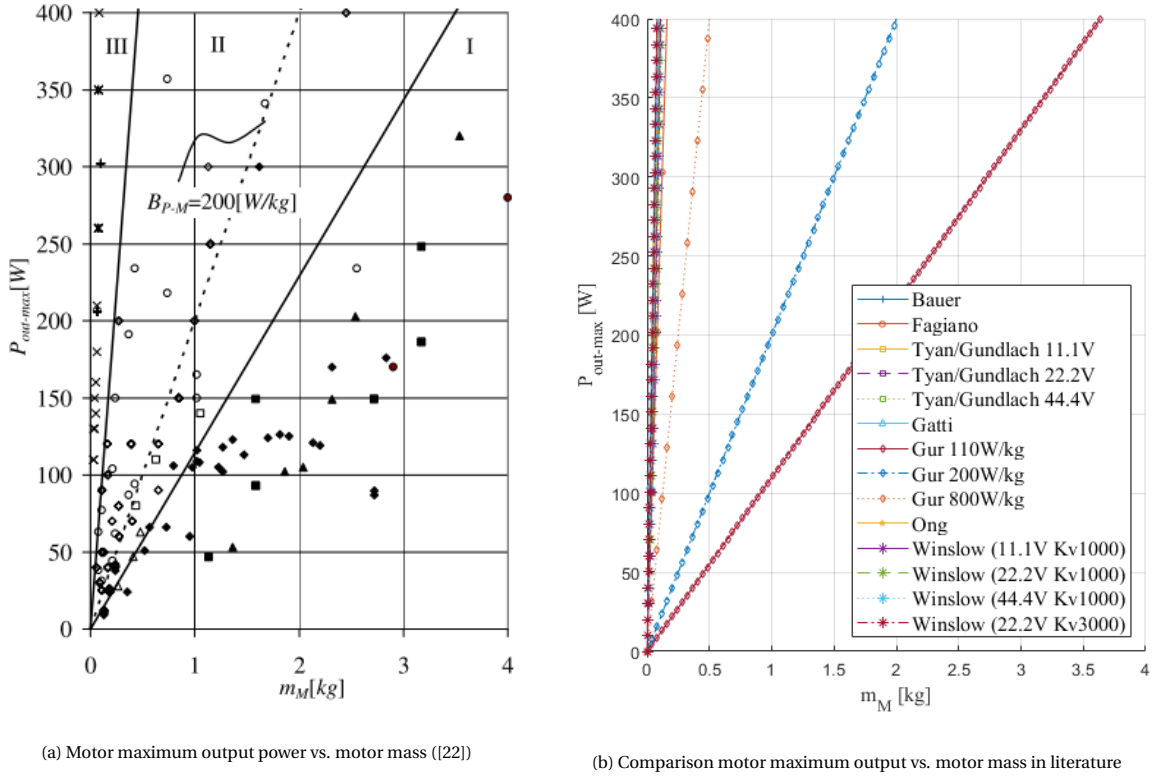 400
350
300
250
200
150
100
50
0
P_out-max[W]
III
II
I
B_P-M=200[W/kg]
0 1 2 3 4
m_M[kg]
(a) Motor maximum output power vs. motor mass ([22])
400
350
300
250
200
150
100
50
0
P_out-max [W]
Bauer
Fagiano
Tyan/Gundlach 11.1V
Tyan/Gundlach 22.2V
Tyan/Gundlach 44.4V
Gatti
Gur 110W/kg
Gur 200W/kg
Gur 800W/kg
Ong
Winslow (11.1V Kv1000)
Winslow (22.2V Kv1000)
Winslow (44.4V Kv1000)
Winslow (22.2V Kv3000)
0 0.5 1 1.5 2 2.5 3 3.5 4
m_M [kg]
(b) Comparison motor maximum output vs. motor mass in literature